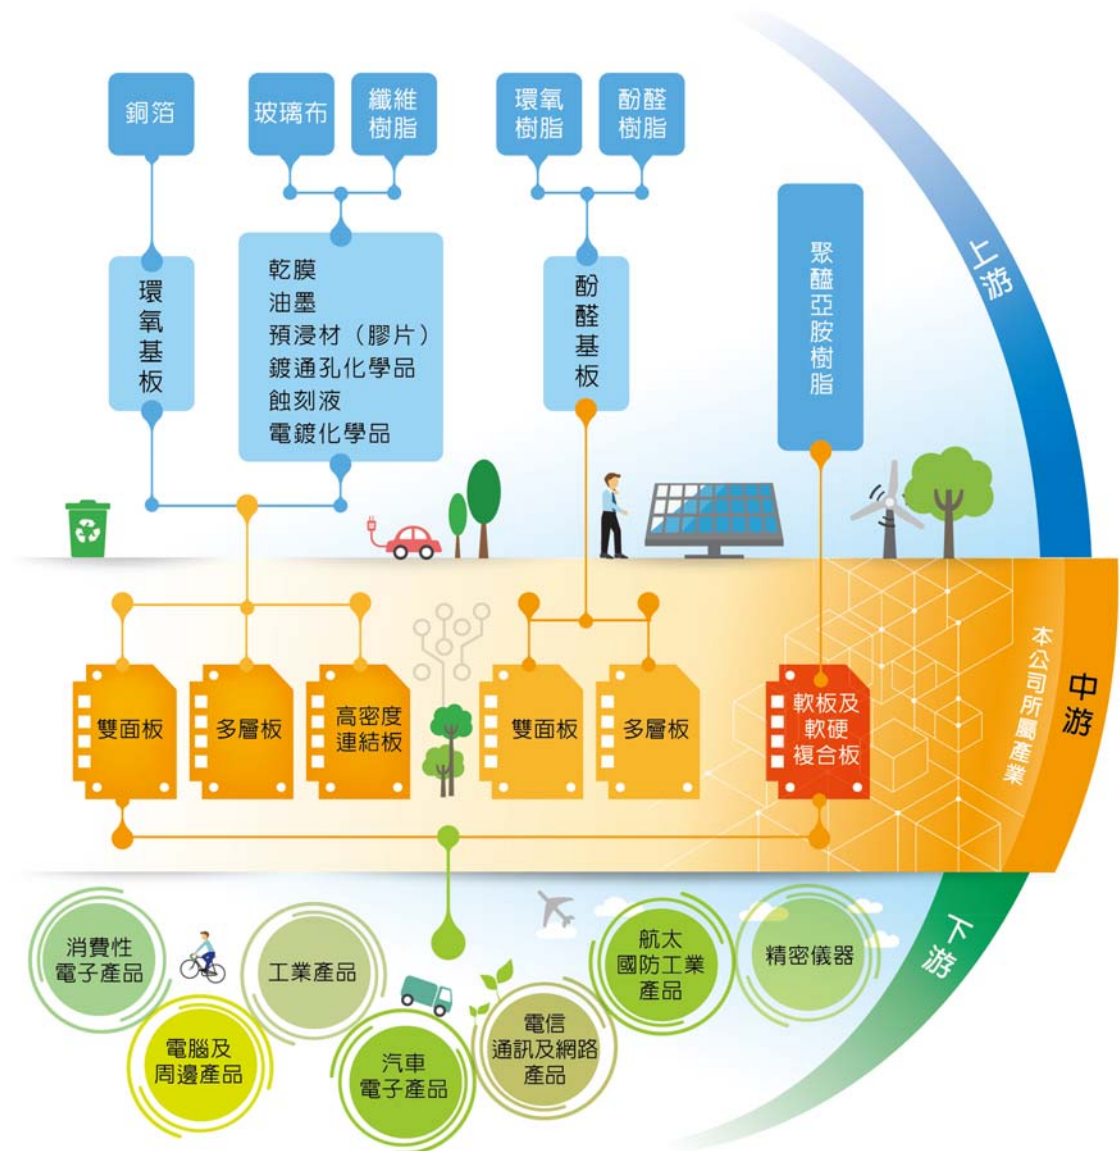 銅箔
玻璃布
纖維
樹脂
環氧
樹脂
酚醛
樹脂
上游
環氧基板
乾膜
油墨
預浸材（膠片）
鍍通孔化學品
蝕刻液
電鍍化學品
酚醛基板
聚醯亞胺樹脂
中游
本公司所屬產業
雙面板
多層板
高密度
連結板
雙面板
多層板
軟板及
軟硬
複合板
下游
消費性
電子產品
工業產品
航太
國防工業
產品
精密儀器
電腦及
周邊產品
汽車
電子產品
電信
通訊及網路
產品